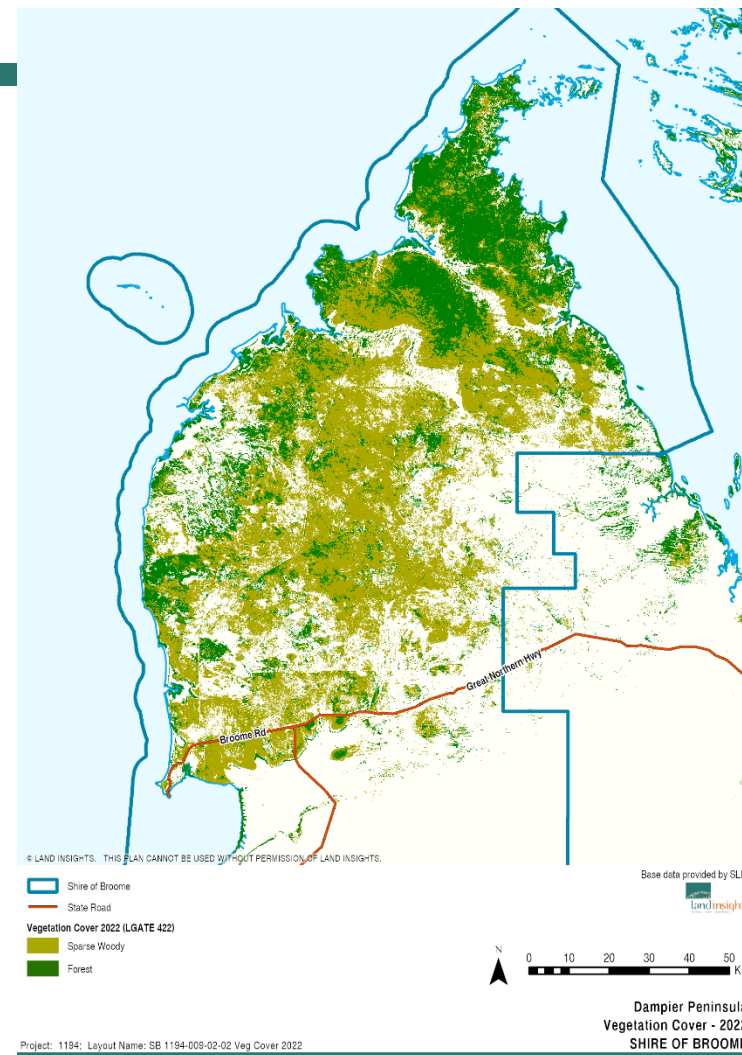 Great Northern Hwy
Broome Rd
© LAND INSIGHTS. THIS PLAN CANNOT BE USED WITHOUT PERMISSION OF LAND INSIGHTS.
Base data provided by SLI
Shire of Broome
State Road
landinsight
Vegetation Cover 2022 (LGATE 422)
Sparse Woody
Forest
N
0 10 20 30 40 50
K
Dampier Peninsula
Vegetation Cover - 2022
SHIRE OF BROOME
Project: 1194; Layout Name: SB 1194-009-02-02 Veg Cover 2022